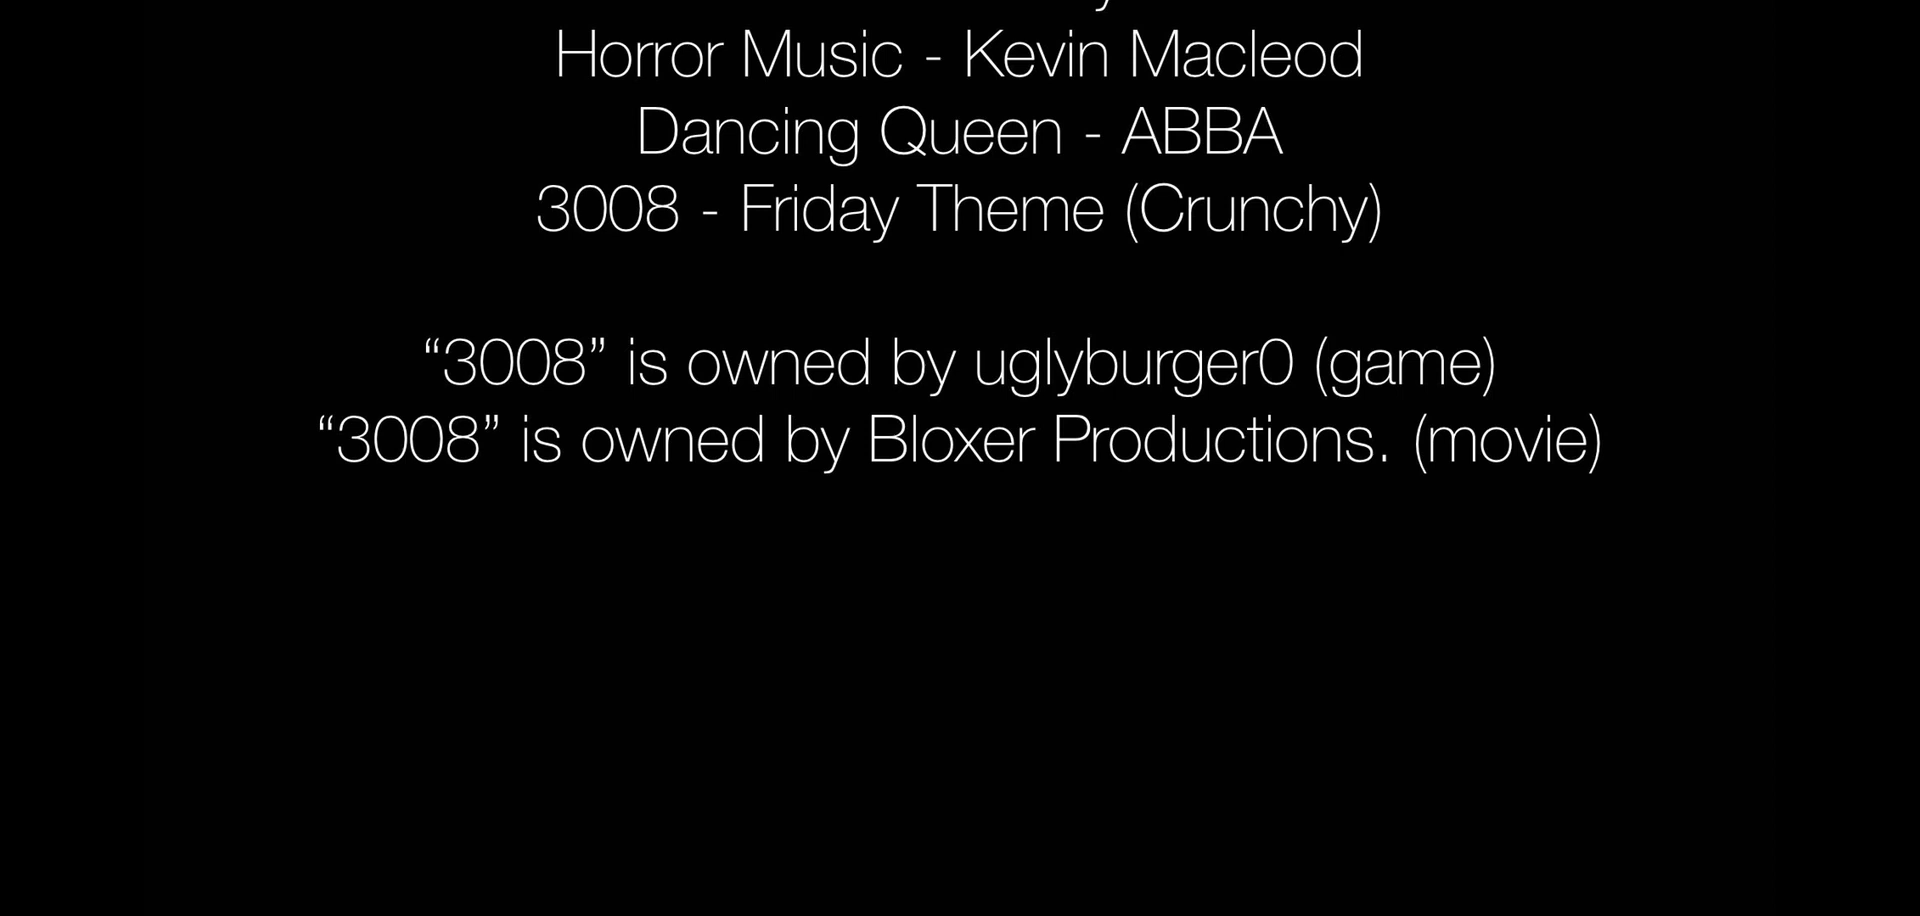 Horror Music - Kevin Macleod
Dancing Queen - ABBA
3008 - Friday Theme (Crunchy)
“3008” is owned by uglyburger0 (game)
“3008” is owned by Bloxer Productions. (movie)